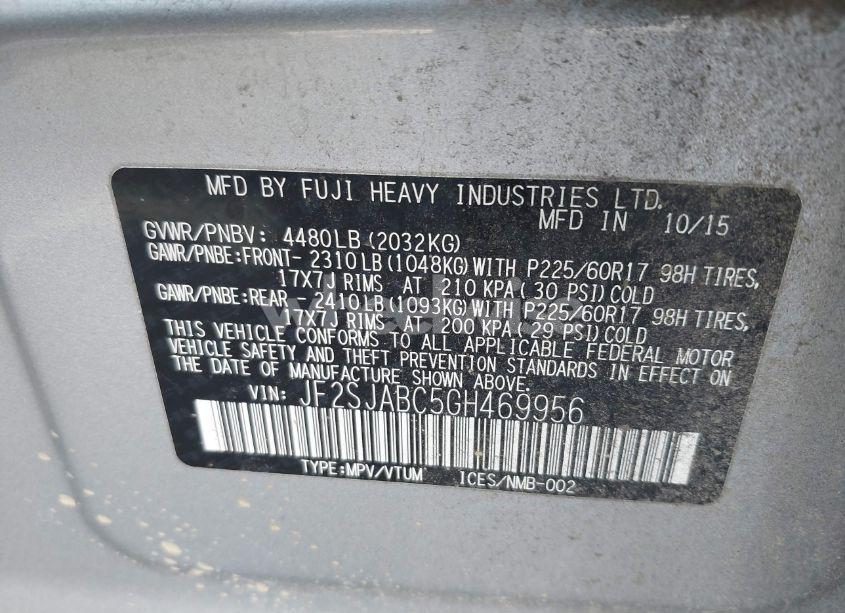 MFD BY FUJI HEAVY INDUSTRIES LTD.
MFD IN 10/15
GVWR/PNBV: 4480LB(2032KG)
GAWR/PNBE:FRONT- 2310LB(1048KG)WITH P225/60R17 98H TIRES,
17X7J RIMS AT 210 KPA(30 PSI)COLD
GAWR/PNBE:REAR - 2410LB(1093KG)WITH P225/60R17 98H TIRES,
17X7J RIMS AT 200 KPA(29 PSI)COLD
THIS VEHICLE CONFORMS TO ALL APPLICABLE FEDERAL MOTOR
VEHICLE SAFETY AND THEFT PREVENTION STANDARDS IN EFFECT ON
THE DATE OF MANUFACTURE SHOWN ABOVE.
VIN: JF2SJABC5GH469956
TYPE:MPV/VTUM ICES/NMB-002